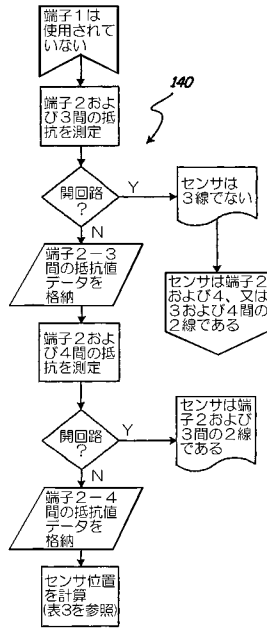 端子1は
使用されて
いない
140
端子2およ
び3間の抵
抗を測定
開回路
?
Y
センサは
3線でない
N
端子2-3
間の抵抗値
データを
格納
センサは端子2
および4、又は
3および4間の
2線である
端子2およ
び4間の抵
抗を測定
開回路
?
Y
センサは端
子2および
3間の2線
である
N
端子2-4
間の抵抗値
データを
格納
センサ位置
を計算
(表3を参照)